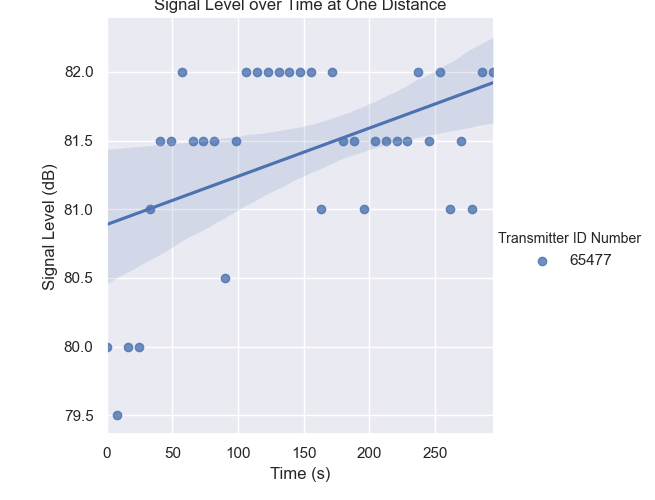 Signal Level over Time at One Distance
82.0
81.5
81.0
80.5
80.0
79.5
Signal Level (dB)
0 50 100 150 200 250
Time (s)
Transmitter ID Number
65477